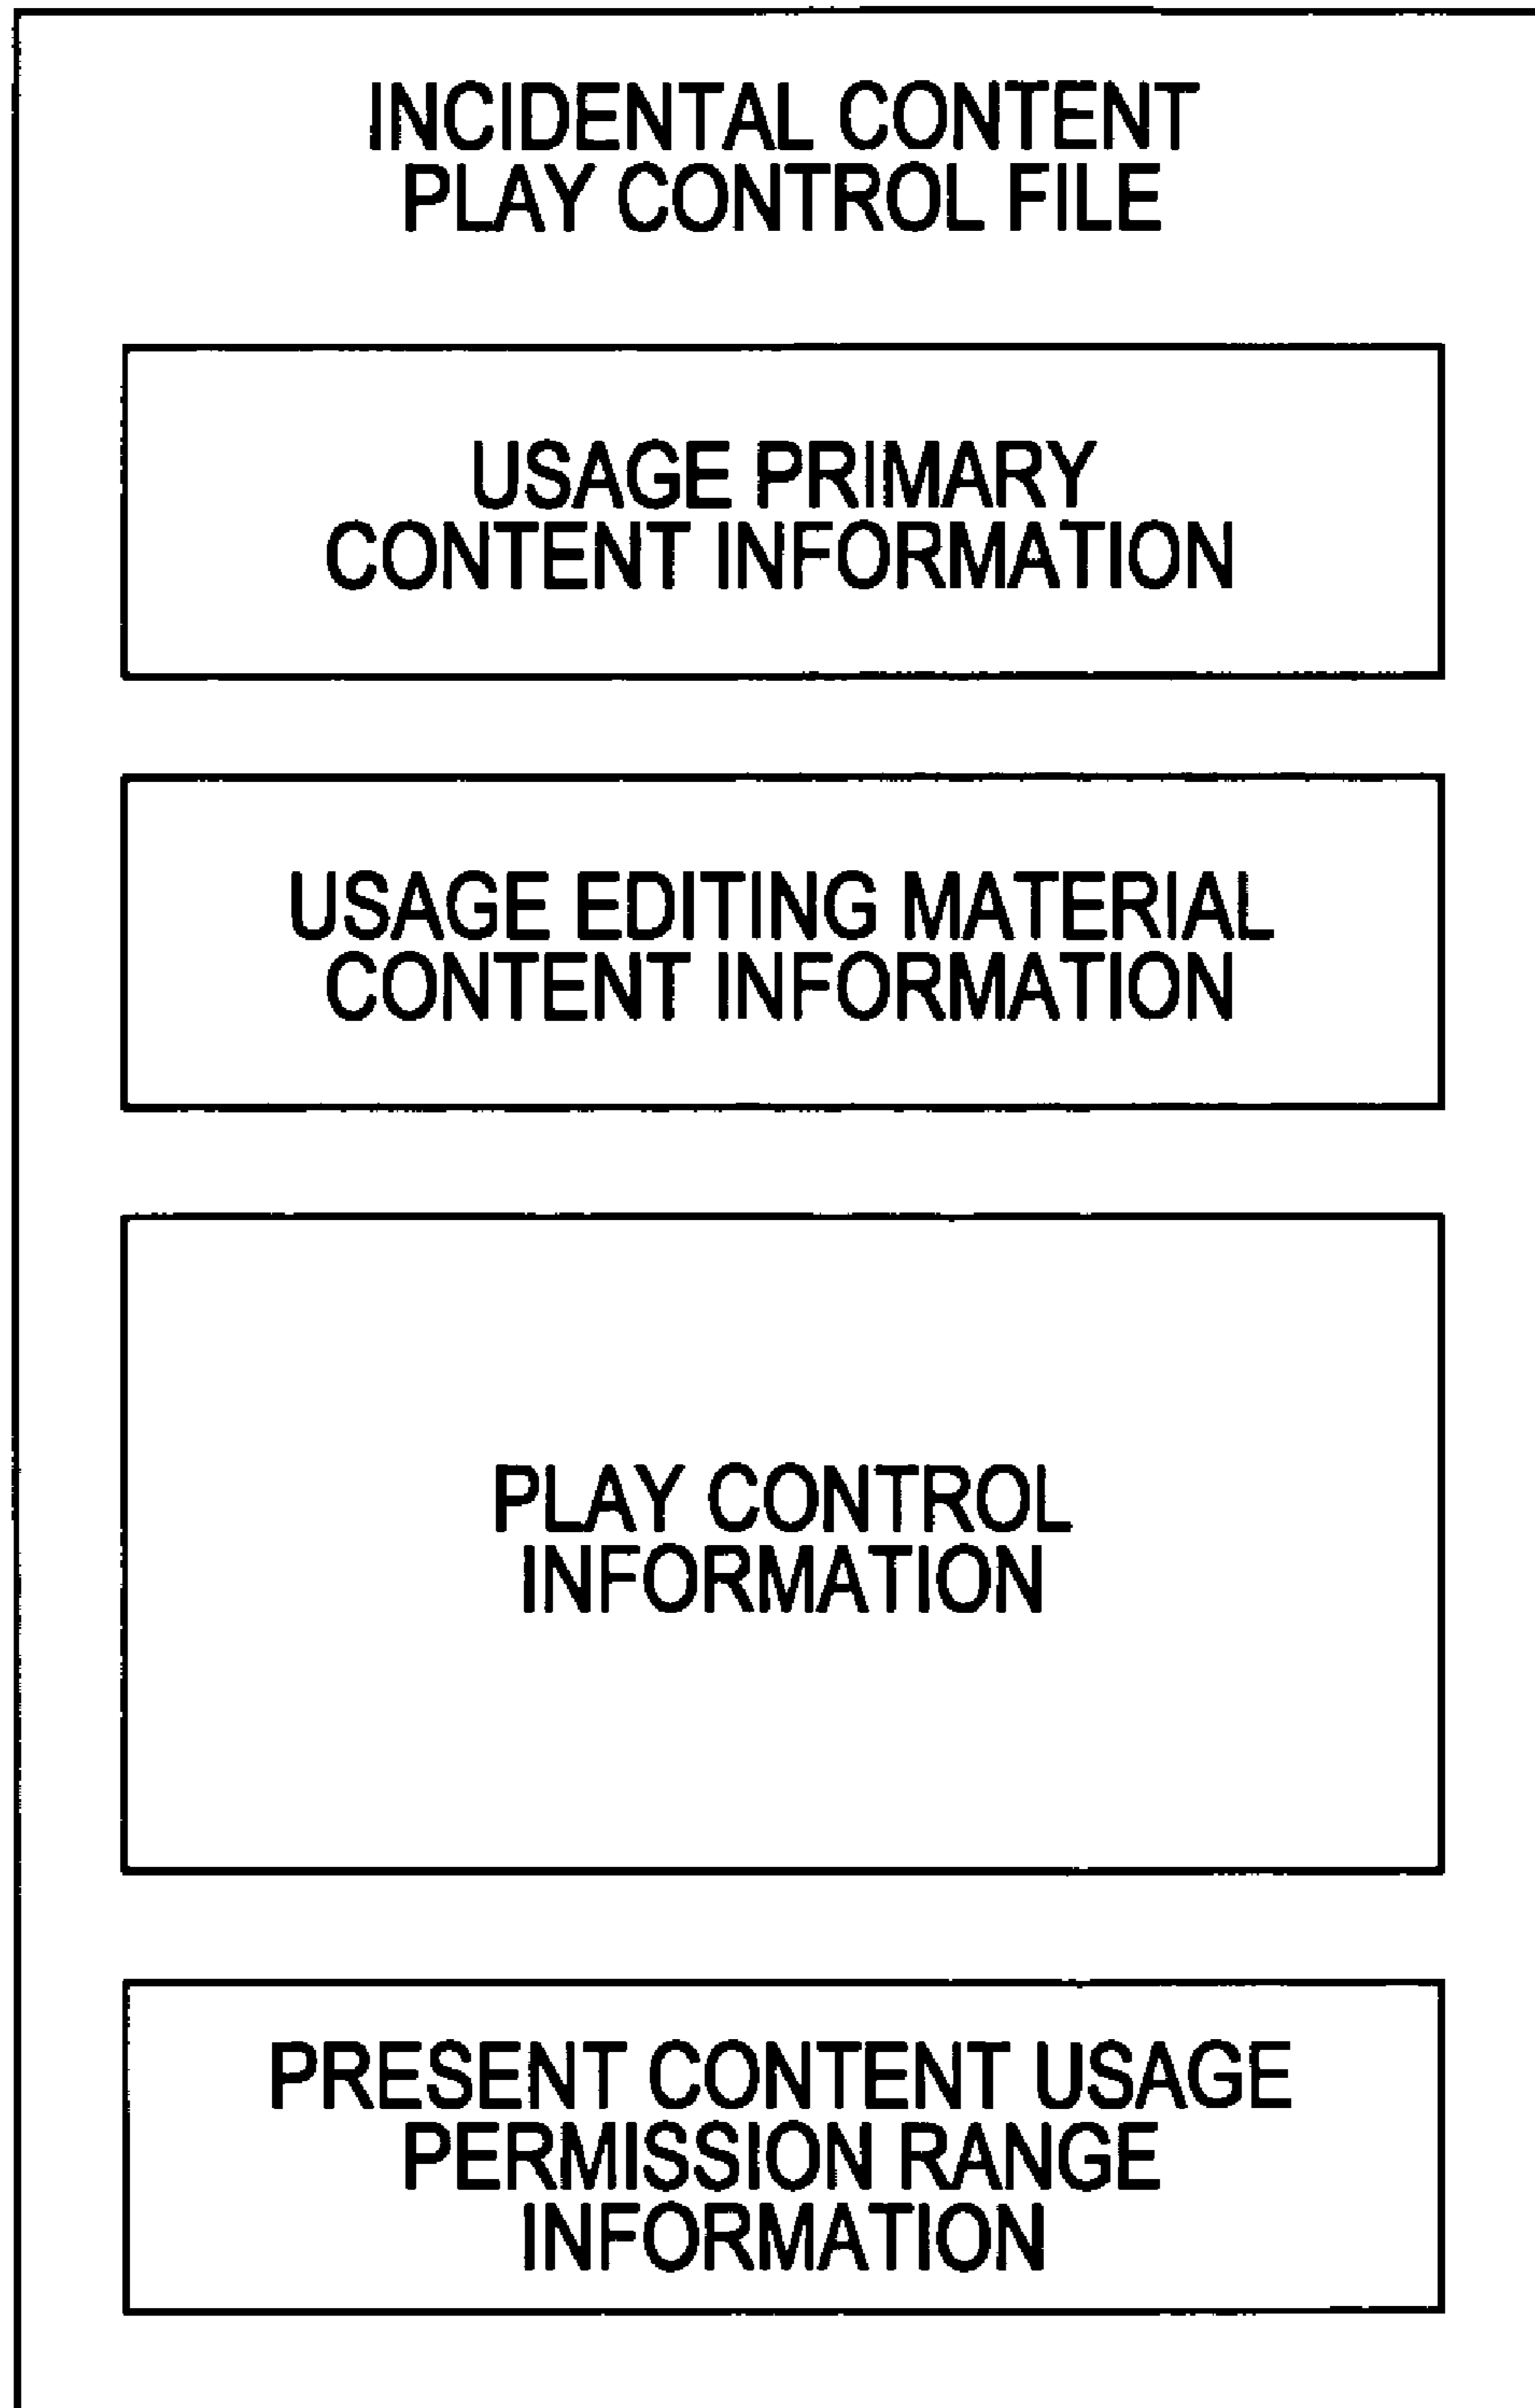 INCIDENTAL CONTENT
PLAY CONTROL FILE
USAGE PRIMARY
CONTENT INFORMATION
USAGE EDITING MATERIAL
CONTENT INFORMATION
PLAY CONTROL
INFORMATION
PRESENT CONTENT USAGE
PERMISSION RANGE
INFORMATION